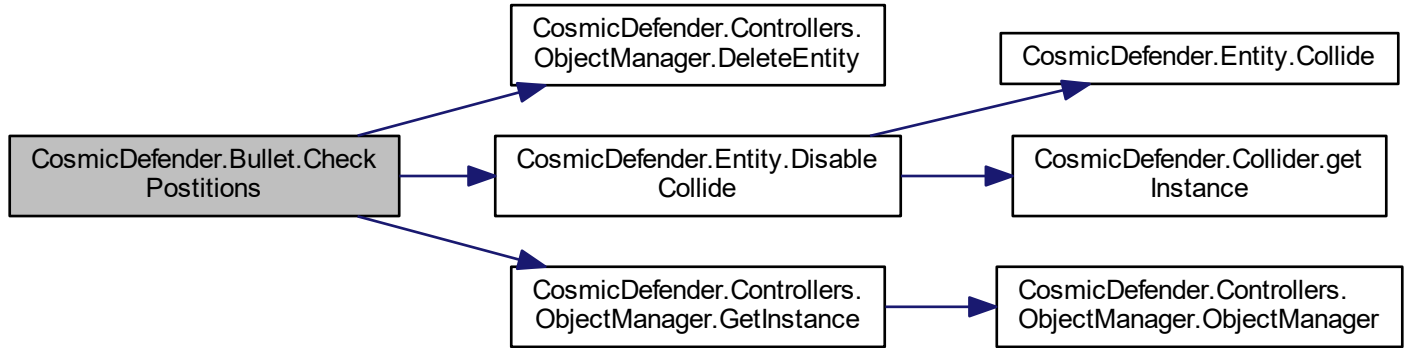 CosmicDefender.Controllers.
ObjectManager.DeleteEntity
CosmicDefender.Entity.Collide
CosmicDefender.Bullet.Check
Postitions
CosmicDefender.Entity.Disable
Collide
CosmicDefender.Collider.get
Instance
CosmicDefender.Controllers.
ObjectManager.GetInstance
CosmicDefender.Controllers.
ObjectManager.ObjectManager